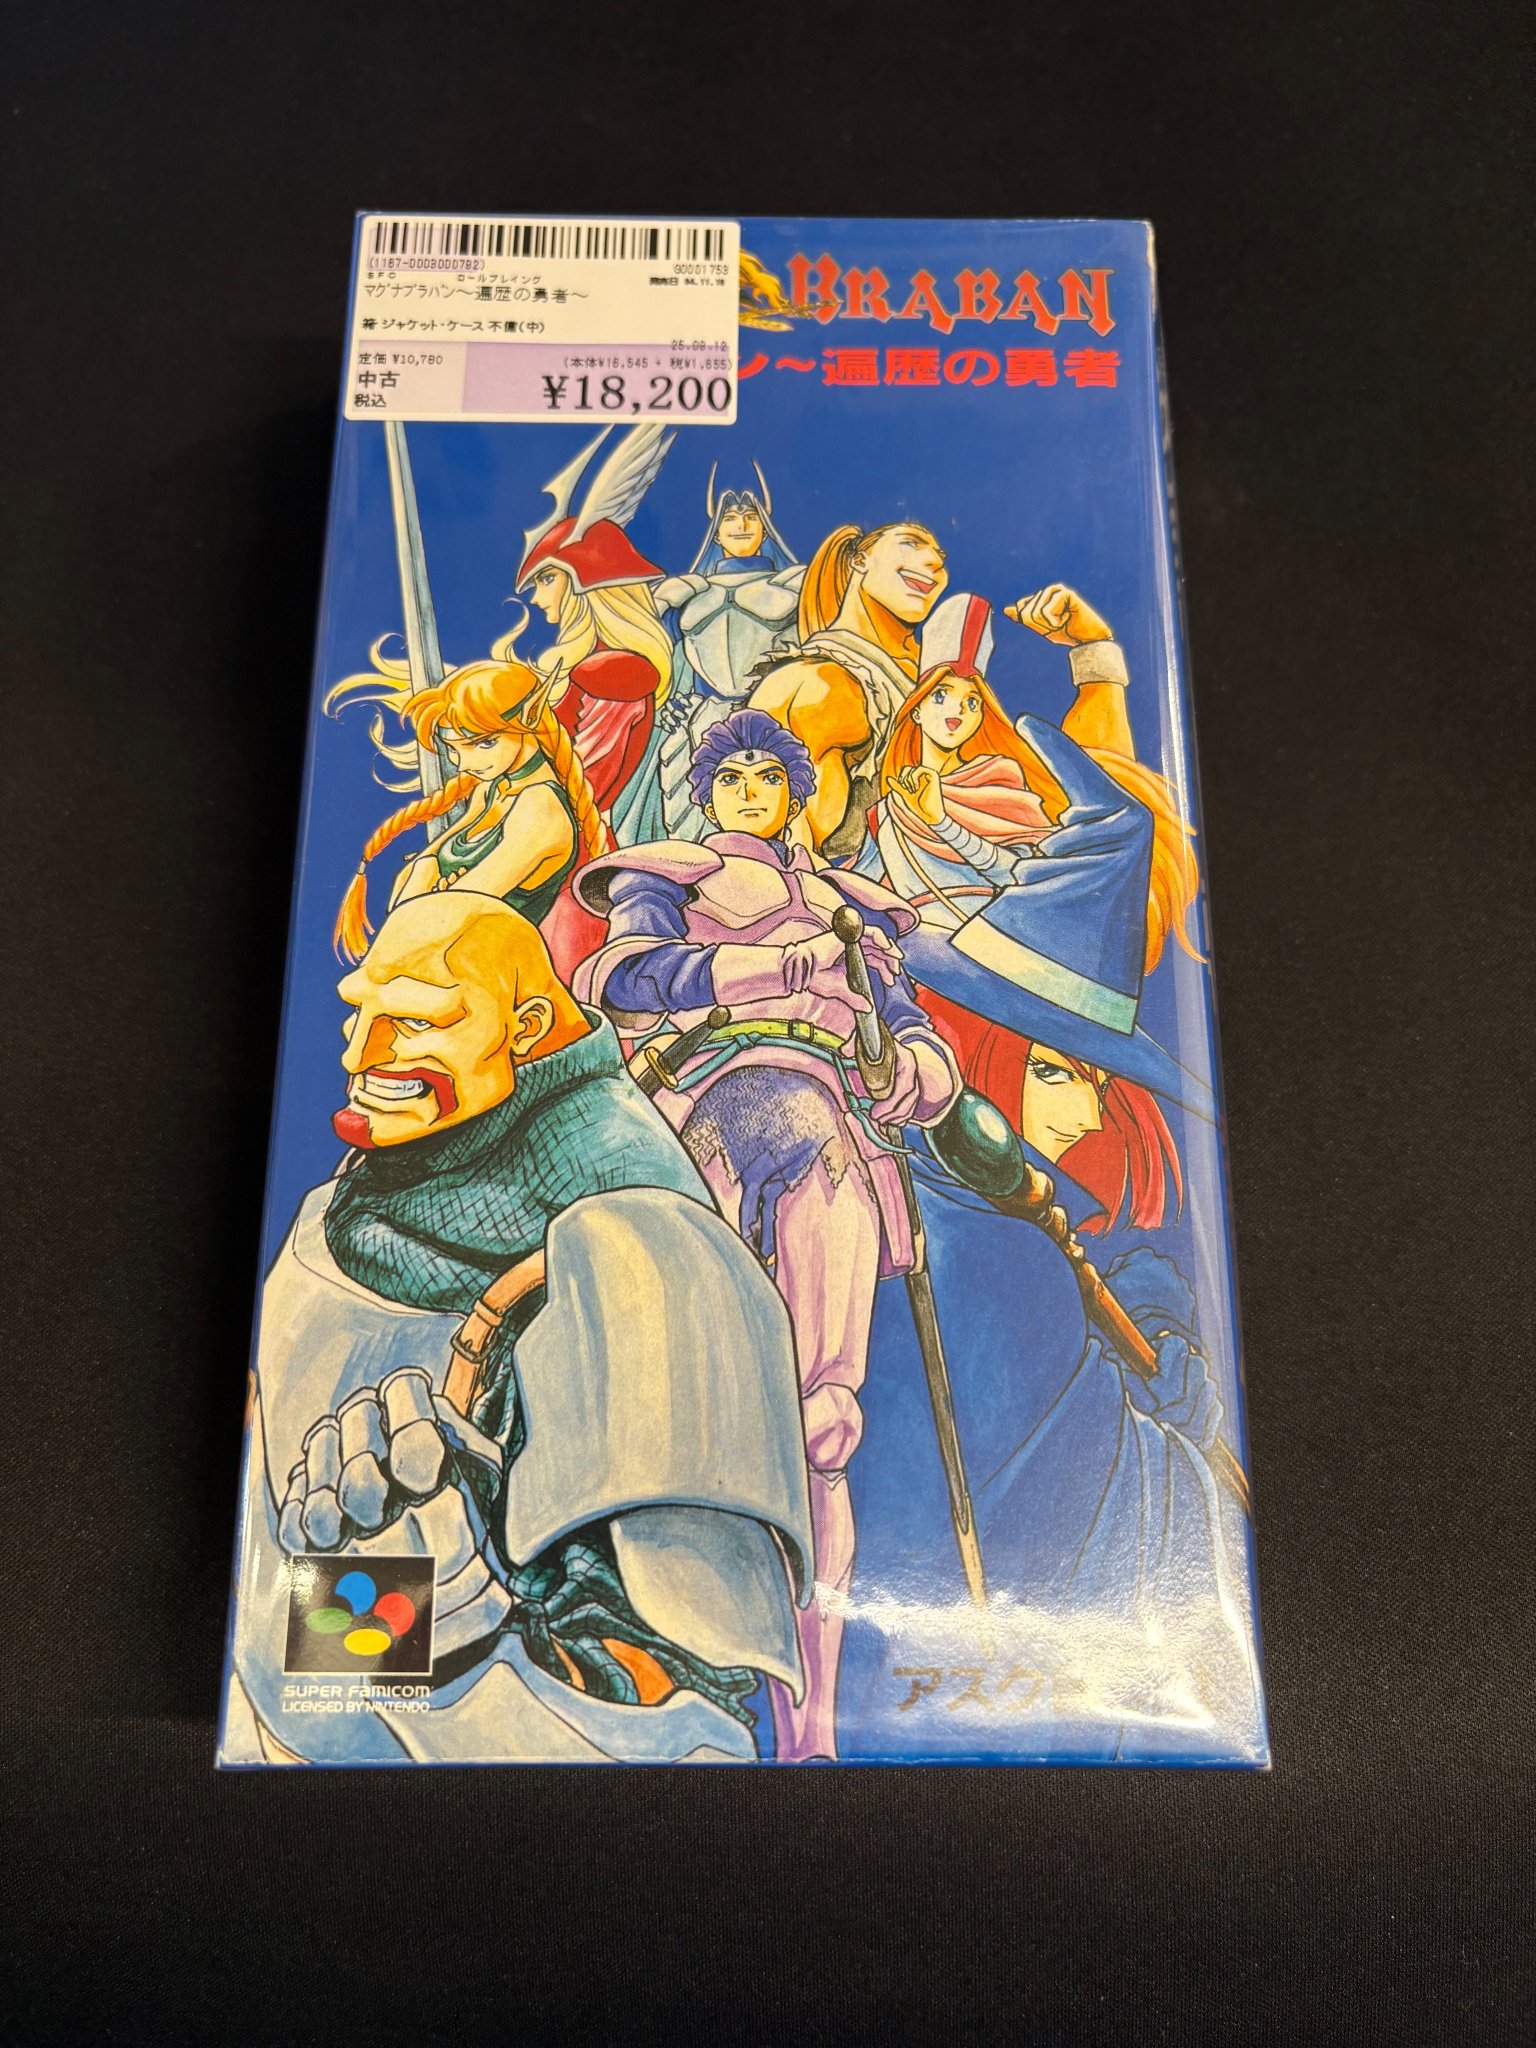 (1187-0003000792)
G0001753
SFC
ロールプレイング
発売日 94.11.18
マグナブラバン～遍歴の勇者～
箱 ジャケット・ケース 不備(中)
25.09.12
定価 ¥10,780
(本体¥16,545 + 税¥1,655)
中古
税込
¥18,200
BRABAN
ン～遍歴の勇者
SUPER FAMICOM
LICENSED BY NINTENDO
アスク